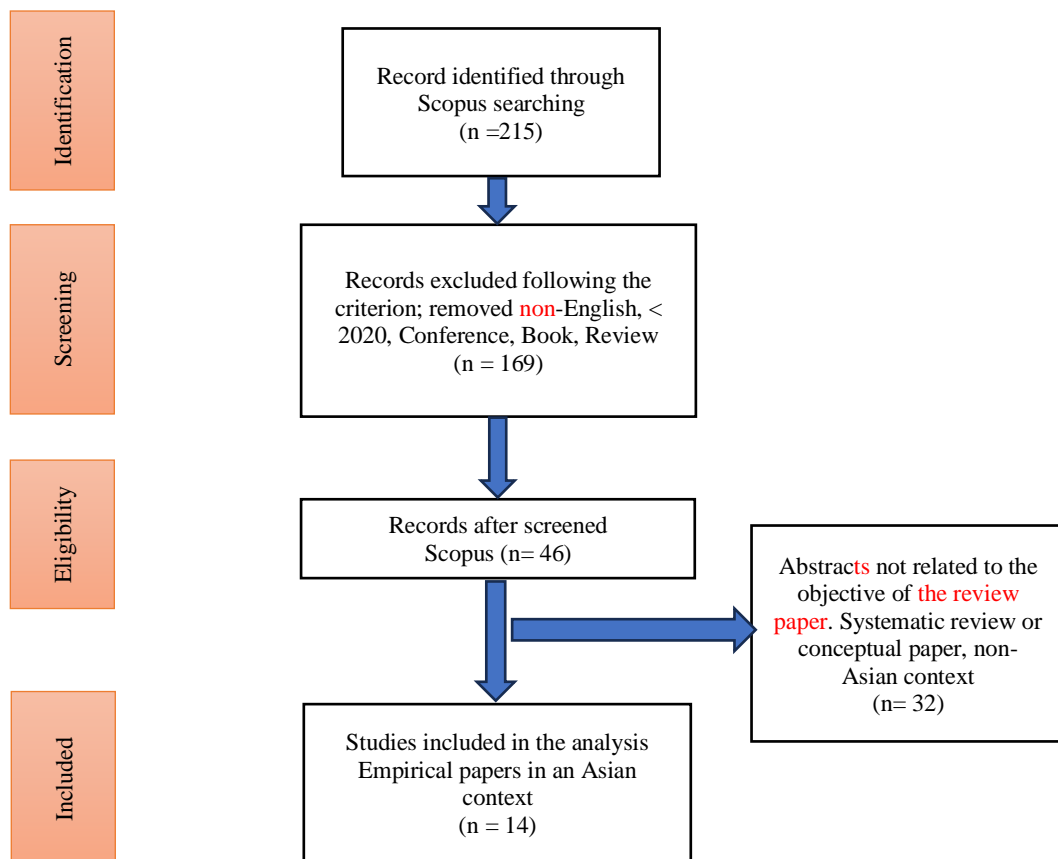 Identification
Record identified through
Scopus searching
(n =215)
Screening
Records excluded following the
criterion; removed non-English, <
2020, Conference, Book, Review
(n = 169)
Eligibility
Records after screened
Scopus (n= 46)
Abstracts not related to the
objective of the review
paper. Systematic review or
conceptual paper, non-
Asian context
(n= 32)
Included
Studies included in the analysis
Empirical papers in an Asian
context
(n = 14)